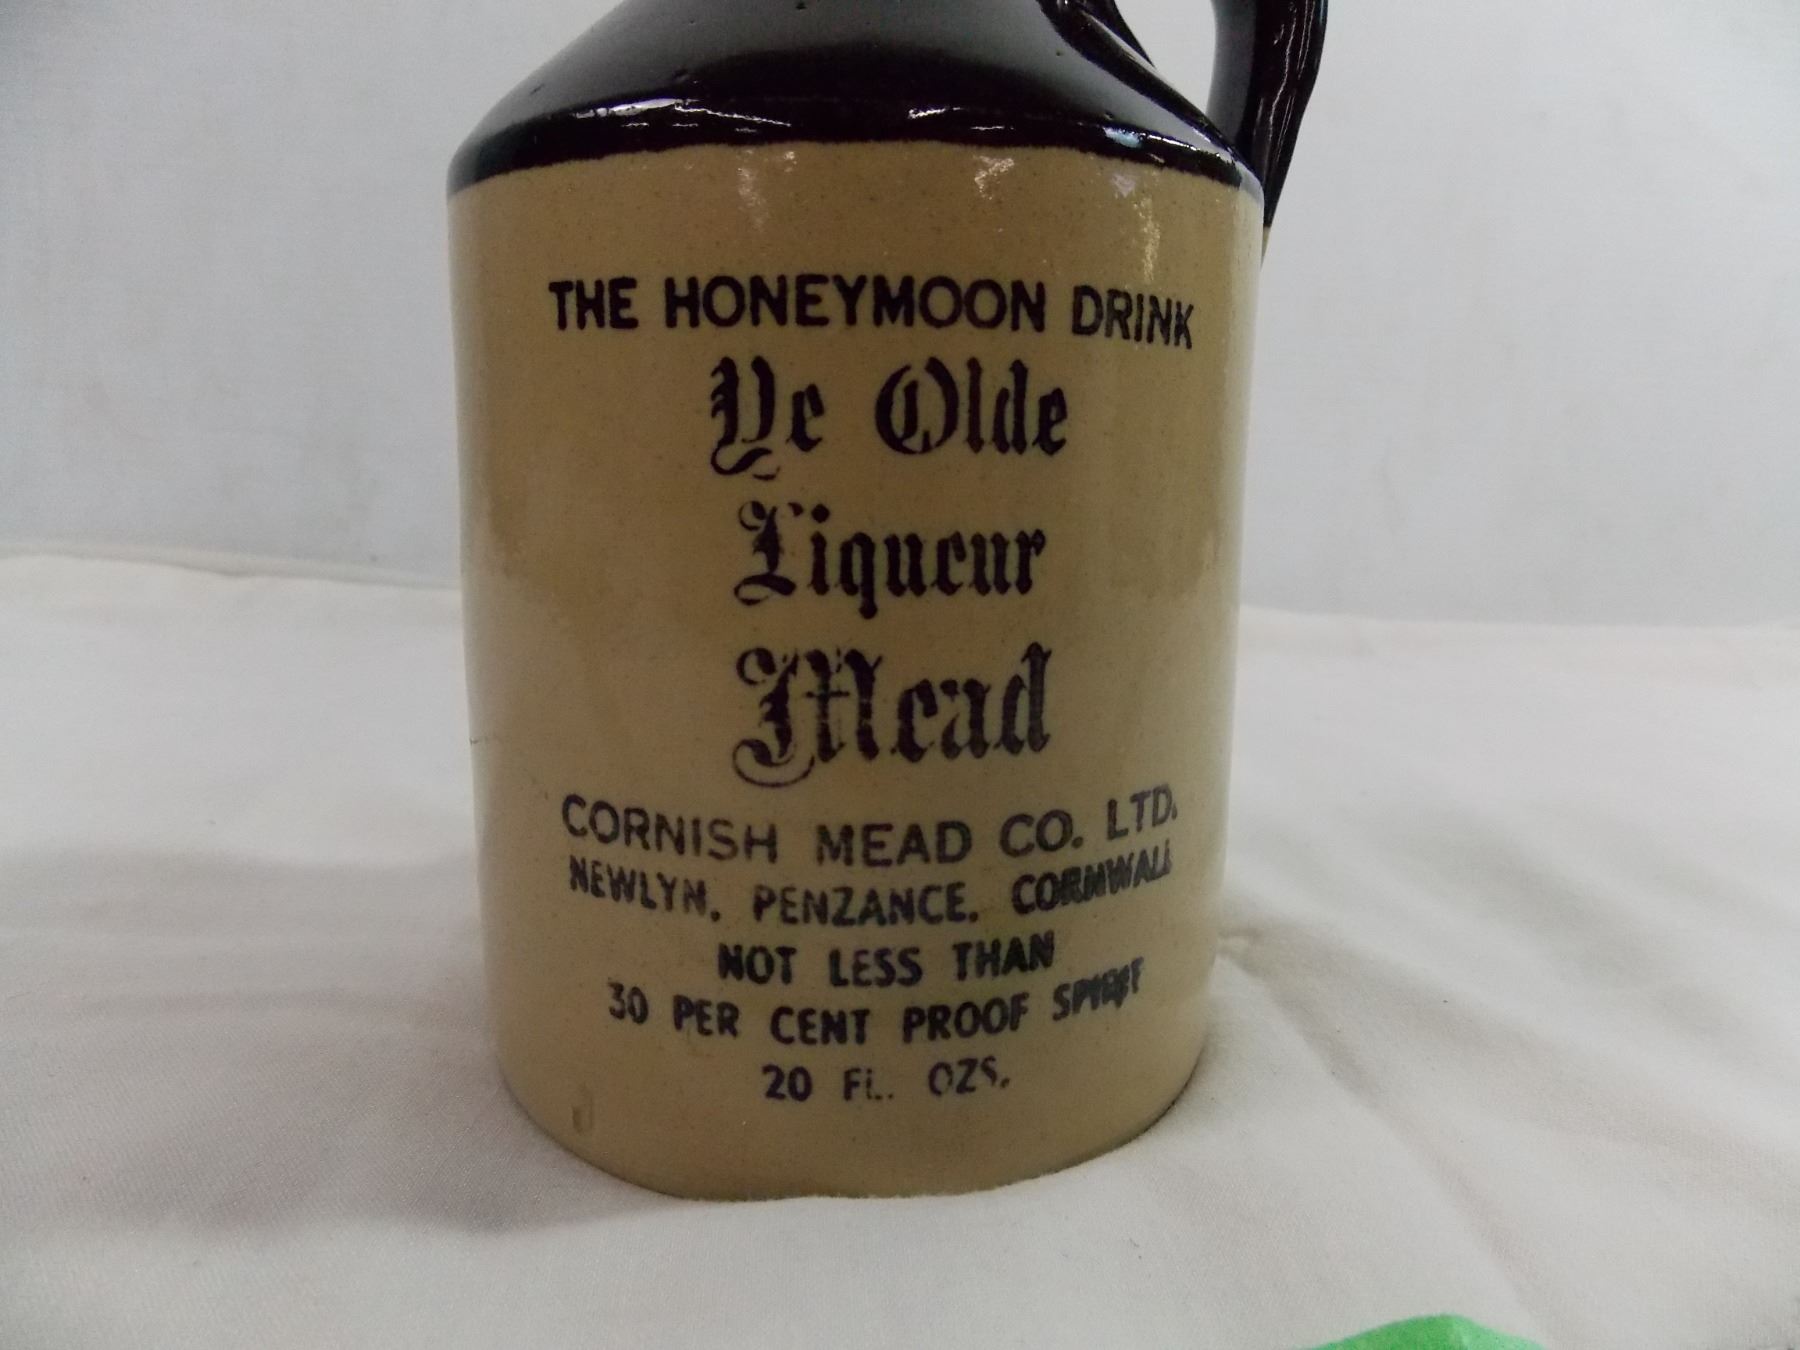 THE HONEYMOON DRINK
Ye Olde
Liqueur
Mead
CORNISH MEAD CO. LTD.
NEWLYN. PENZANCE. CORNWALL
NOT LESS THAN
30 PER CENT PROOF SPIRIT
20 FL. OZS.